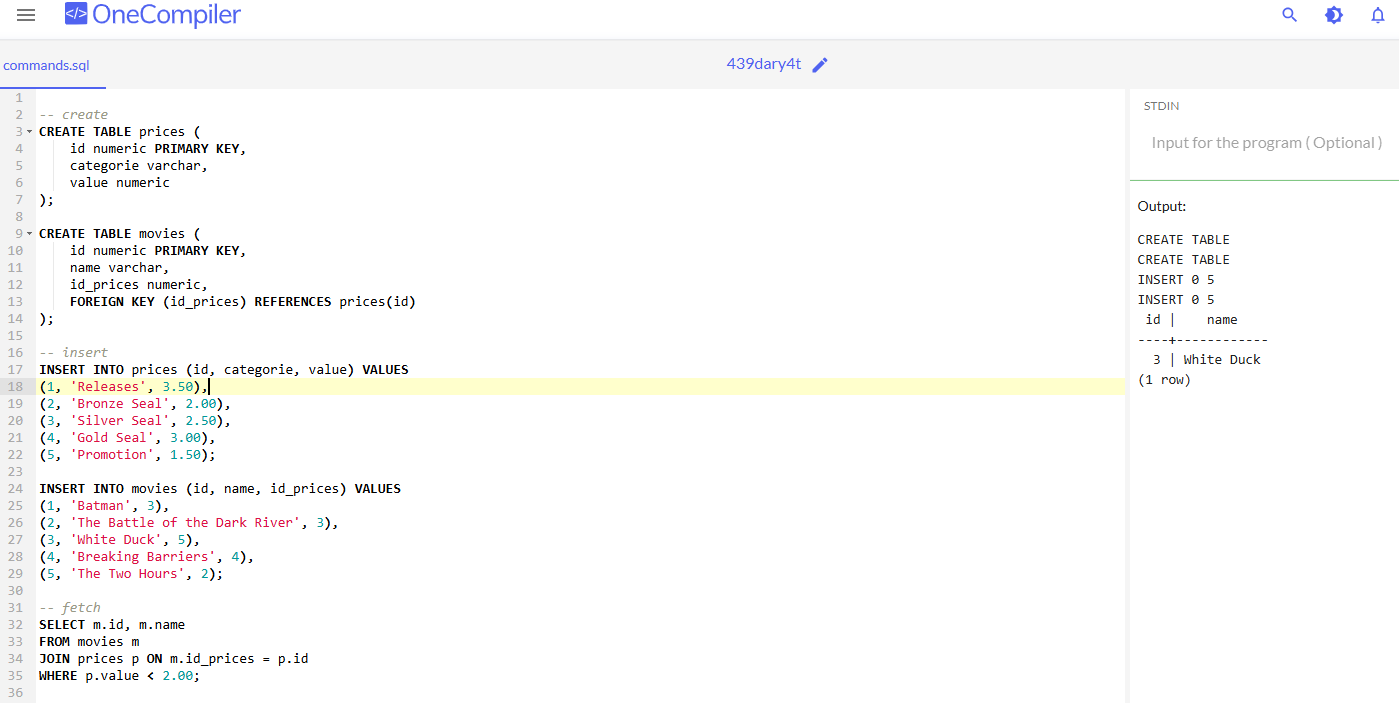 </> OneCompiler
commands.sql
439dary4t
1
2 -- create
3 CREATE TABLE prices (
4     id numeric PRIMARY KEY,
5     categorie varchar,
6     value numeric
7 );
8
9 CREATE TABLE movies (
10     id numeric PRIMARY KEY,
11     name varchar,
12     id_prices numeric,
13     FOREIGN KEY (id_prices) REFERENCES prices(id)
14 );
15
16 -- insert
17 INSERT INTO prices (id, categorie, value) VALUES
18 (1, 'Releases', 3.50),
19 (2, 'Bronze Seal', 2.00),
20 (3, 'Silver Seal', 2.50),
21 (4, 'Gold Seal', 3.00),
22 (5, 'Promotion', 1.50);
23
24 INSERT INTO movies (id, name, id_prices) VALUES
25 (1, 'Batman', 3),
26 (2, 'The Battle of the Dark River', 3),
27 (3, 'White Duck', 5),
28 (4, 'Breaking Barriers', 4),
29 (5, 'The Two Hours', 2);
30
31 -- fetch
32 SELECT m.id, m.name
33 FROM movies m
34 JOIN prices p ON m.id_prices = p.id
35 WHERE p.value < 2.00;
36
STDIN
Input for the program ( Optional )
Output:
CREATE TABLE
CREATE TABLE
INSERT 0 5
INSERT 0 5
 id |    name
----+------------
  3 | White Duck
(1 row)